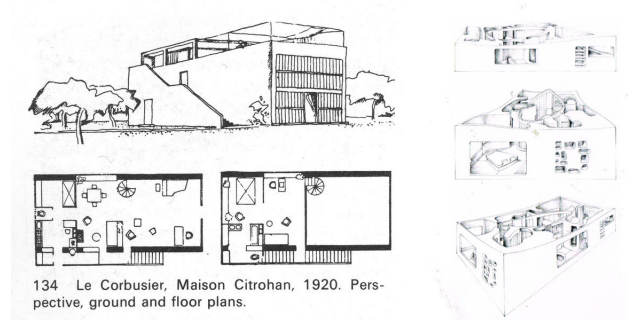 134 Le Corbusier, Maison Citrohan, 1920. Pers-
pective, ground and floor plans.